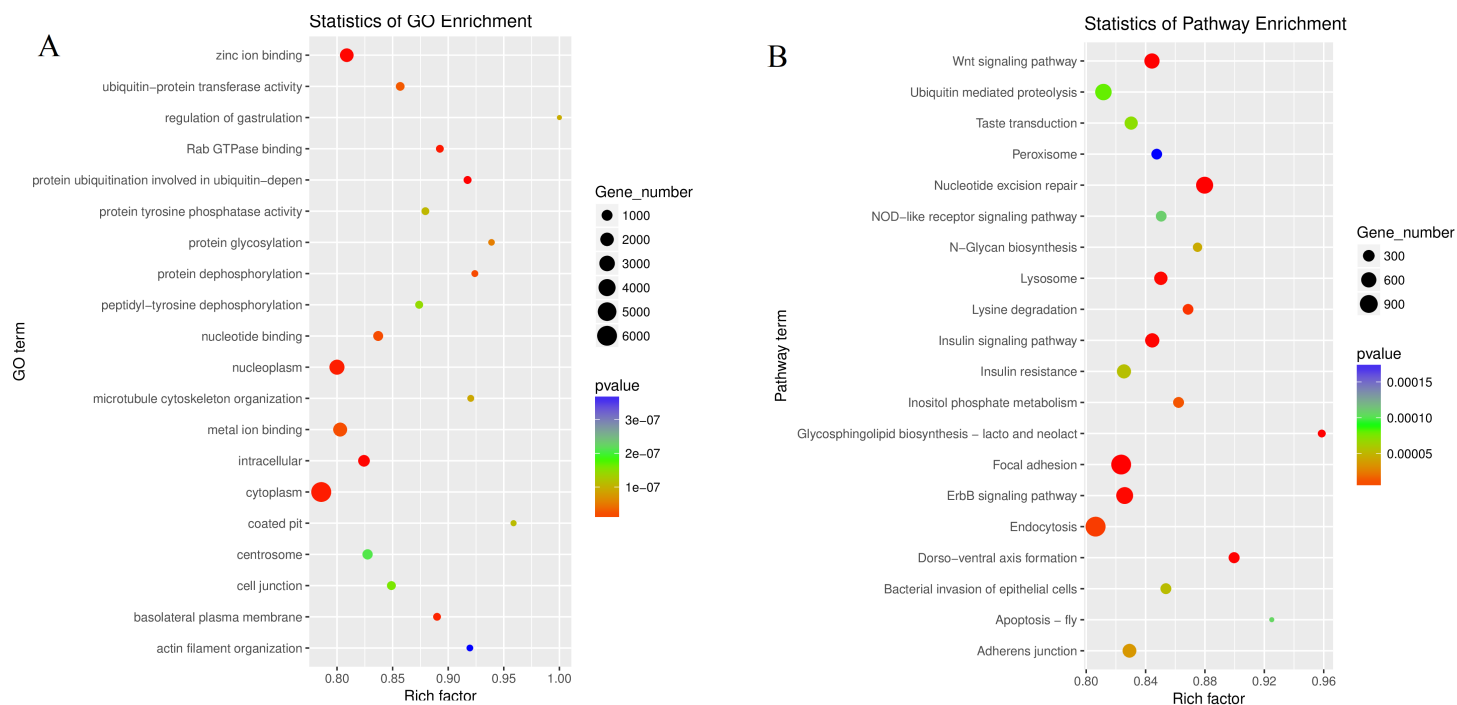 Statistics of GO Enrichment
A
zinc ion binding
ubiquitin−protein transferase activity
regulation of gastrulation
Rab GTPase binding
protein ubiquitination involved in ubiquitin−depen
protein tyrosine phosphatase activity
protein glycosylation
protein dephosphorylation
peptidyl−tyrosine dephosphorylation
nucleotide binding
nucleoplasm
microtubule cytoskeleton organization
metal ion binding
intracellular
cytoplasm
coated pit
centrosome
cell junction
basolateral plasma membrane
actin filament organization
GO term
0.80 0.85 0.90 0.95 1.00
Rich factor
Gene_number
1000
2000
3000
4000
5000
6000
pvalue
3e−07
2e−07
1e−07
Statistics of Pathway Enrichment
B
Wnt signaling pathway
Ubiquitin mediated proteolysis
Taste transduction
Peroxisome
Nucleotide excision repair
NOD−like receptor signaling pathway
N−Glycan biosynthesis
Lysosome
Lysine degradation
Insulin signaling pathway
Insulin resistance
Inositol phosphate metabolism
Glycosphingolipid biosynthesis − lacto and neolact
Focal adhesion
ErbB signaling pathway
Endocytosis
Dorso−ventral axis formation
Bacterial invasion of epithelial cells
Apoptosis − fly
Adherens junction
Pathway term
0.80 0.84 0.88 0.92 0.96
Rich factor
Gene_number
300
600
900
pvalue
0.00015
0.00010
0.00005